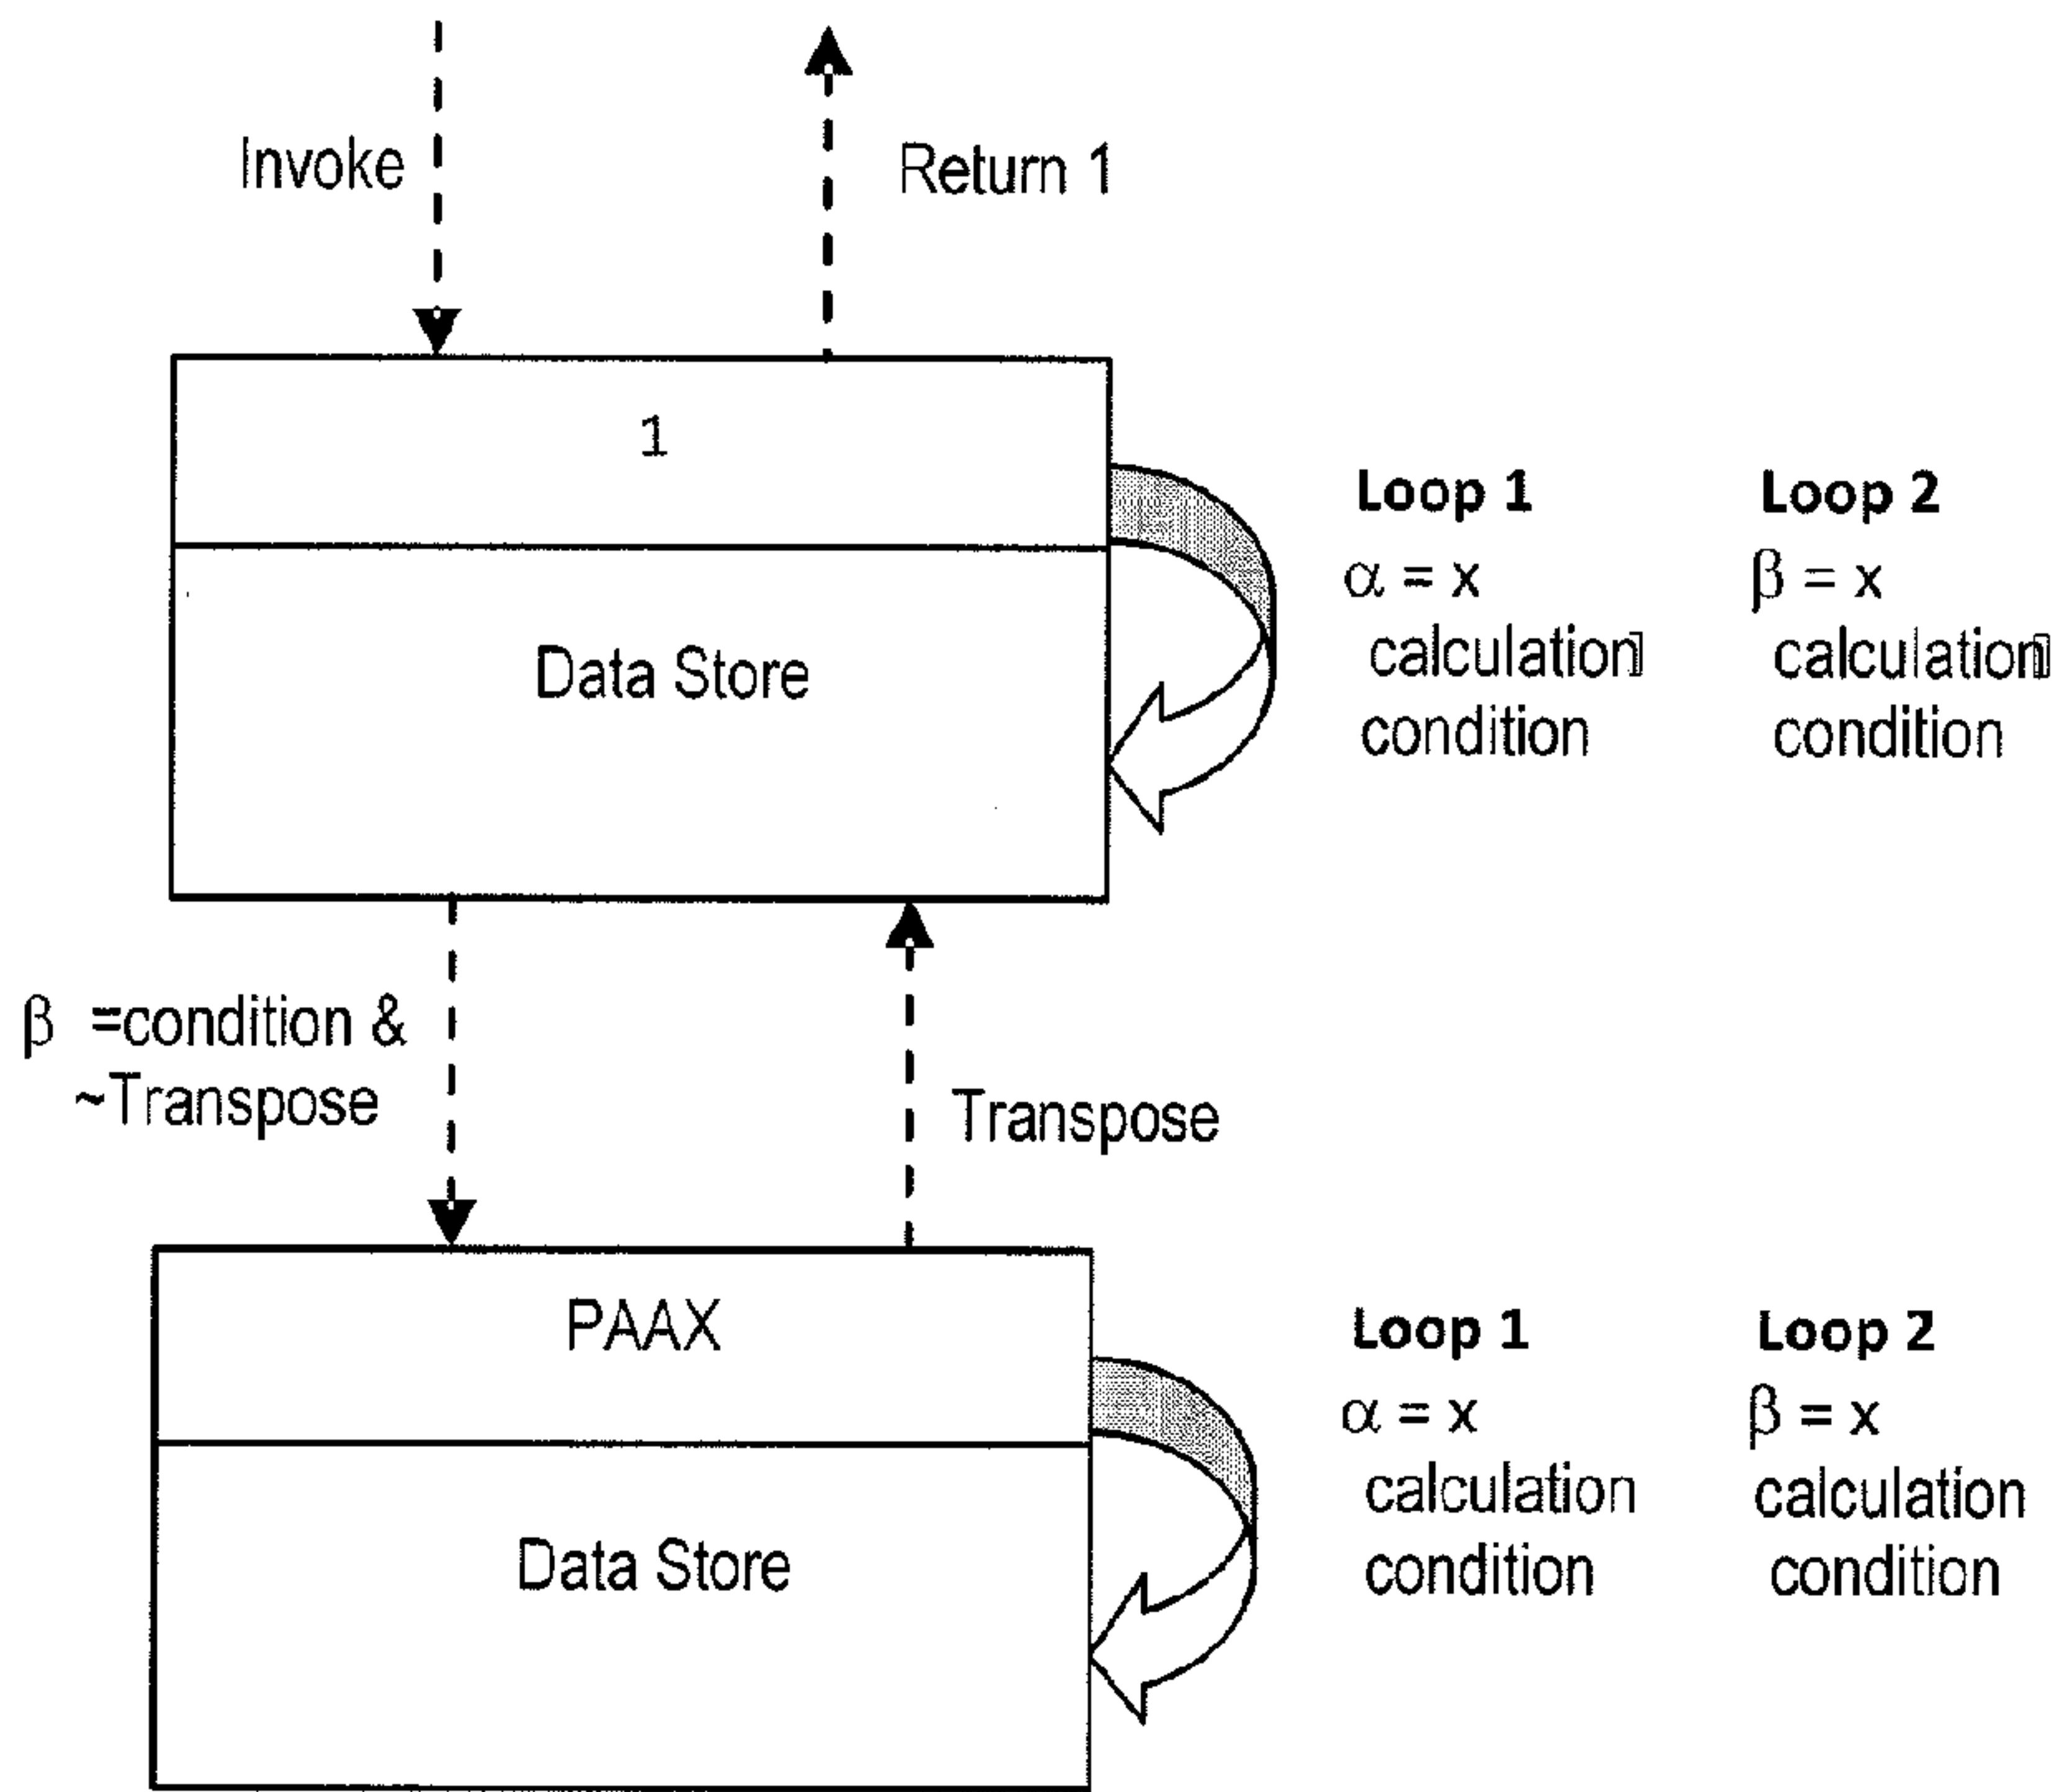 Invoke
Return 1
1
Data Store
Loop 1
α = x
calculation
condition
Loop 2
β = x
calculation
condition
β =condition &
~Transpose
Transpose
PAAX
Data Store
Loop 1
α = x
calculation
condition
Loop 2
β = x
calculation
condition